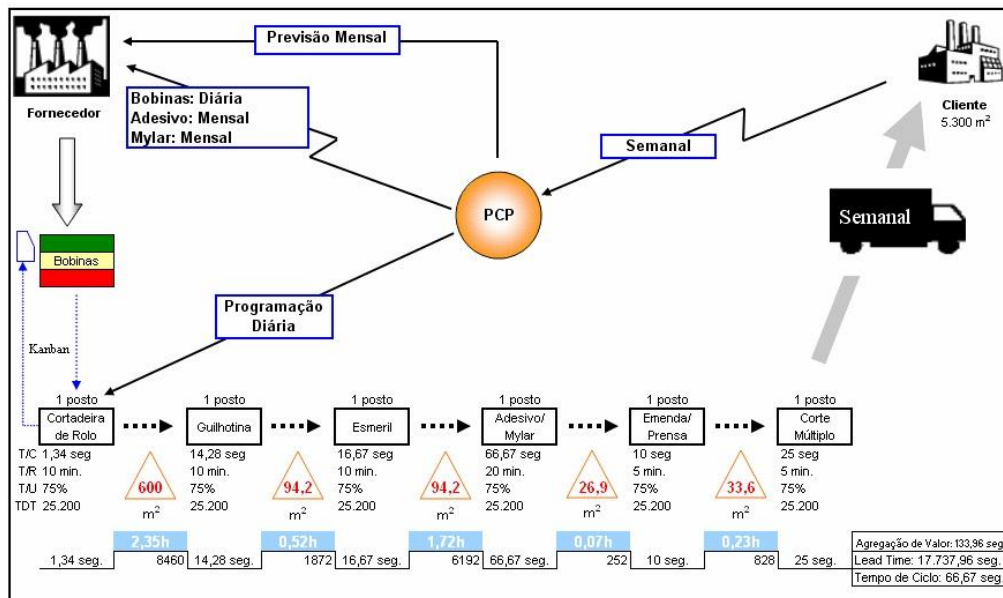 Previsão Mensal
Fornecedor
Bobinas: Diária
Adesivo: Mensal
Mylar: Mensal
Semanal
Cliente
5.300 m²
PCP
Semanal
Bobinas
Kanban
Programação
Diária
1 posto 1 posto 1 posto 1 posto 1 posto 1 posto
Cortadeira de Rolo
Guilhotina
Esmeril
Adesivo/ Mylar
Emenda/ Prensa
Corte Múltiplo
T/C 1,34 seg 14,28 seg 16,67 seg 66,67 seg 10 seg 25 seg
T/R 10 min. 10 min 10 min. 20 min. 5 min. 5 min.
T/U 75% 75% 75% 75% 75% 75%
TDT 25.200 25.200 25.200 25.200 25.200 25.200
600 94,2 94,2 26,9 33,6
m² m² m² m² m²
2,35h 0,52h 1,72h 0,07h 0,23h
1,34 seg. 8460 14,28 seg. 1872 16,67 seg. 6192 66,67 seg. 252 10 seg. 828 25 seg.
Agregação de Valor: 133,96 seg.
Lead Time: 17.737,96 seg.
Tempo de Ciclo: 66,67 seg.